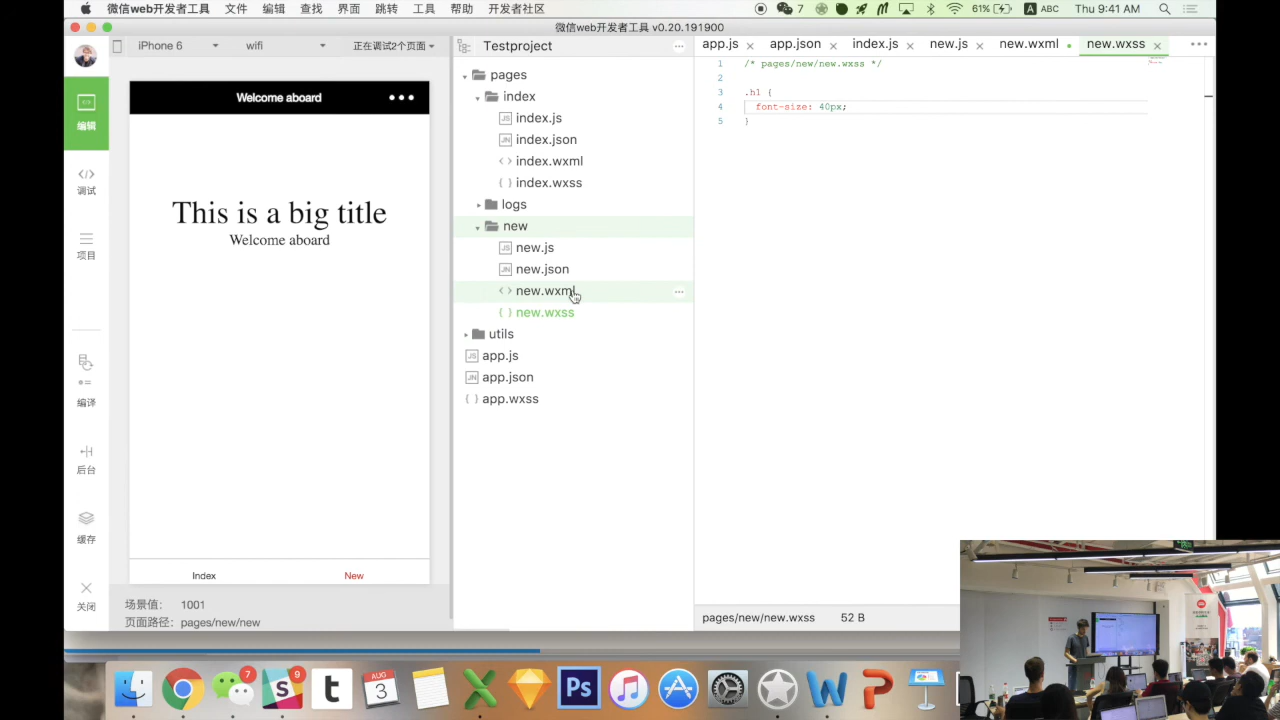 微信web开发者工具 文件 编辑 查找 界面 跳转 工具 帮助 开发者社区 7 61% A ABC Thu 9:41 AM
微信web开发者工具 v0.20.191900
iPhone 6 wifi 正在调试2个页面
编辑
调试
项目
编译
后台
缓存
关闭
Welcome aboard
This is a big title
Welcome aboard
Index New
场景值: 1001
页面路径: pages/new/new
Testproject
pages
index
index.js
index.json
index.wxml
index.wxss
logs
new
new.js
new.json
new.wxml
new.wxss
utils
app.js
app.json
app.wxss
app.js app.json index.js new.js new.wxml new.wxss
1 /* pages/new/new.wxss */
2
3 .h1 {
4 font-size: 40px;
5 }
pages/new/new.wxss 52 B
7 9 t AUG 3 Ps